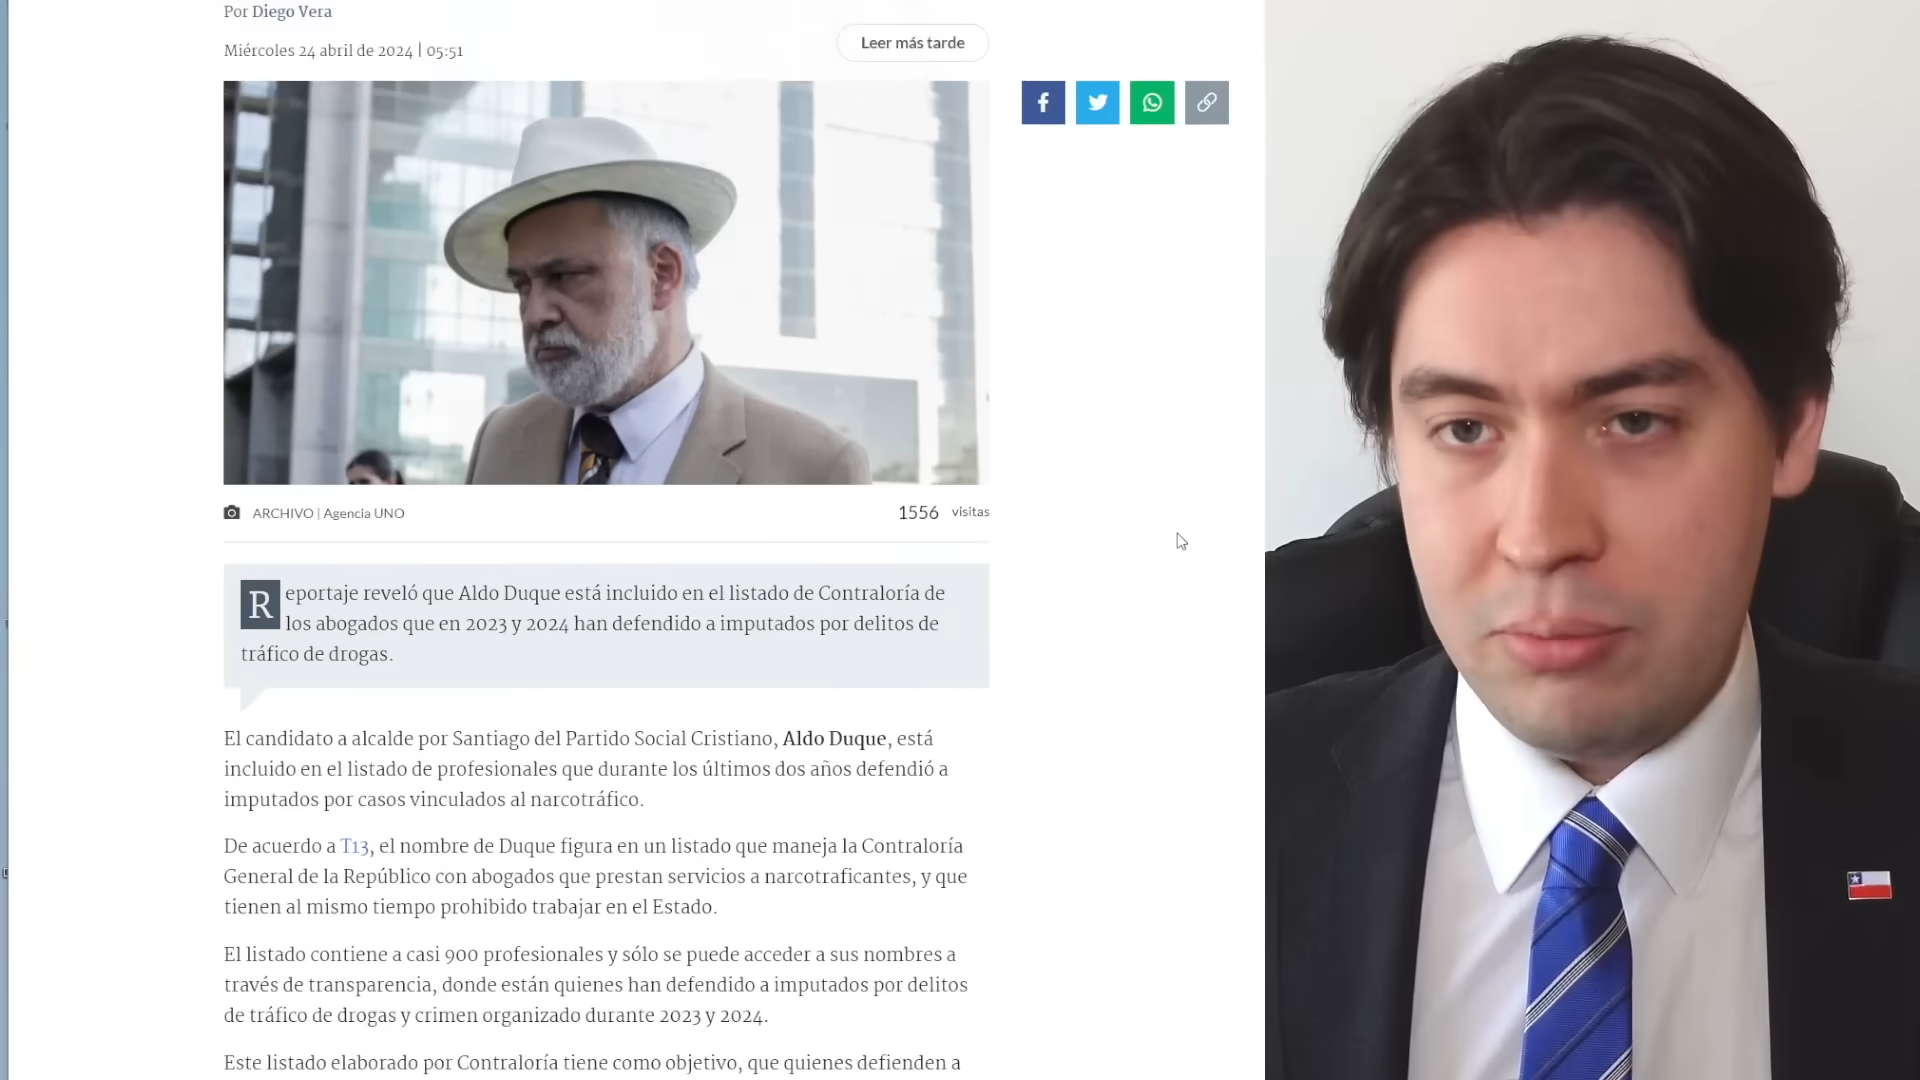 Por Diego Vera
Miércoles 24 abril de 2024 | 05:51
Leer más tarde
ARCHIVO | Agencia UNO
1556 visitas
Reportaje reveló que Aldo Duque está incluido en el listado de Contraloría de
los abogados que en 2023 y 2024 han defendido a imputados por delitos de
tráfico de drogas.
El candidato a alcalde por Santiago del Partido Social Cristiano, Aldo Duque, está
incluido en el listado de profesionales que durante los últimos dos años defendió a
imputados por casos vinculados al narcotráfico.
De acuerdo a T13, el nombre de Duque figura en un listado que maneja la Contraloría
General de la Repúblico con abogados que prestan servicios a narcotraficantes, y que
tienen al mismo tiempo prohibido trabajar en el Estado.
El listado contiene a casi 900 profesionales y sólo se puede acceder a sus nombres a
través de transparencia, donde están quienes han defendido a imputados por delitos
de tráfico de drogas y crimen organizado durante 2023 y 2024.
Este listado elaborado por Contraloría tiene como objetivo, que quienes defienden a